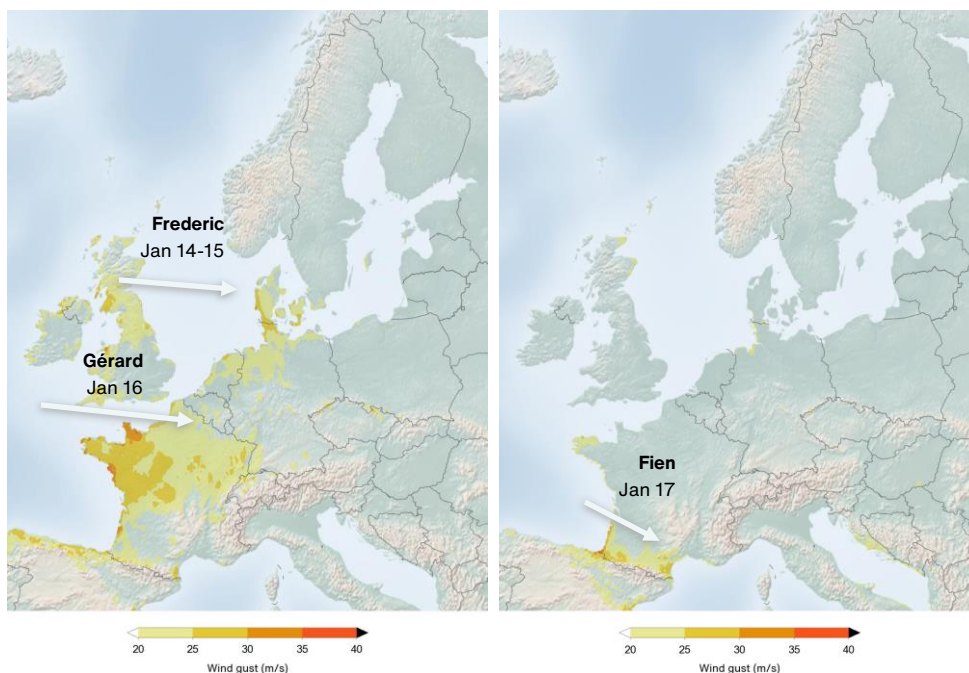 Frederic
Jan 14-15
Gérard
Jan 16
20 25 30 35 40
Wind gust (m/s)
Fien
Jan 17
20 25 30 35 40
Wind gust (m/s)